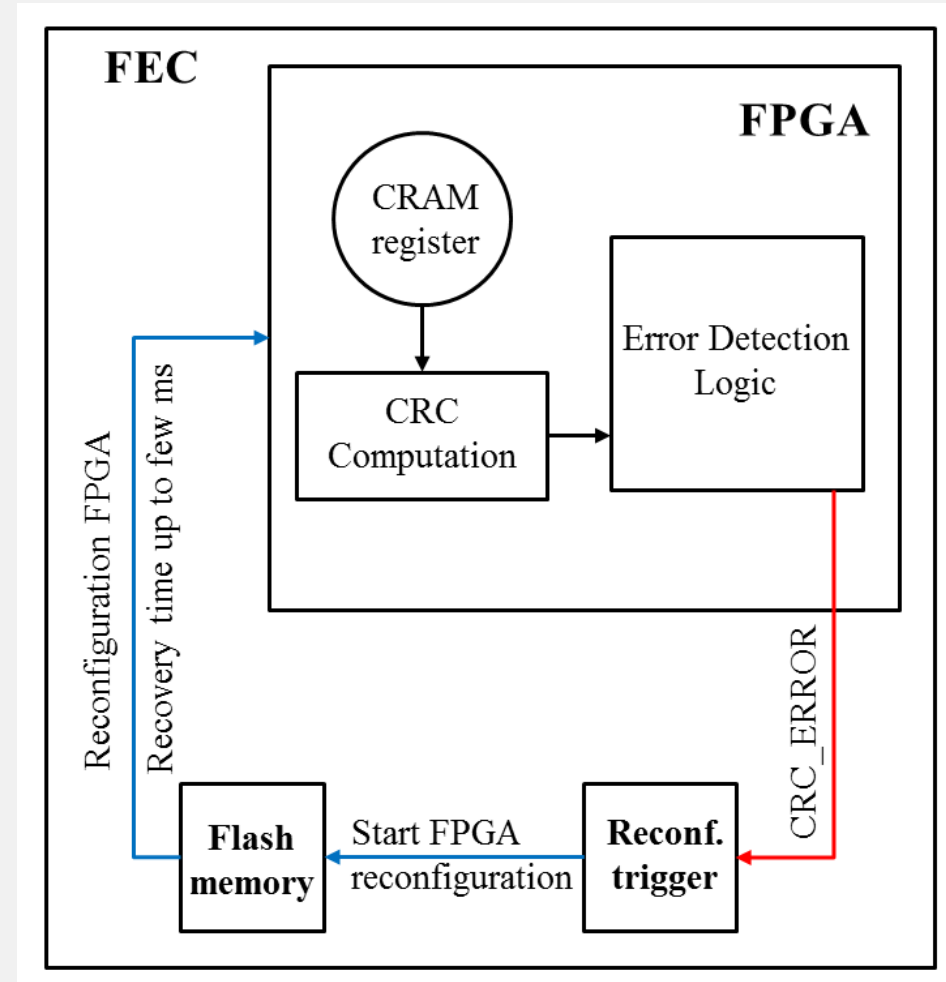 FEC
FPGA
CRAM
register
Error Detection
Logic
CRC
Computation
Reconfiguration FPGA
Recovery time up to few ms
CRC_ERROR
Flash
memory
Start FPGA
reconfiguration
Reconf.
trigger